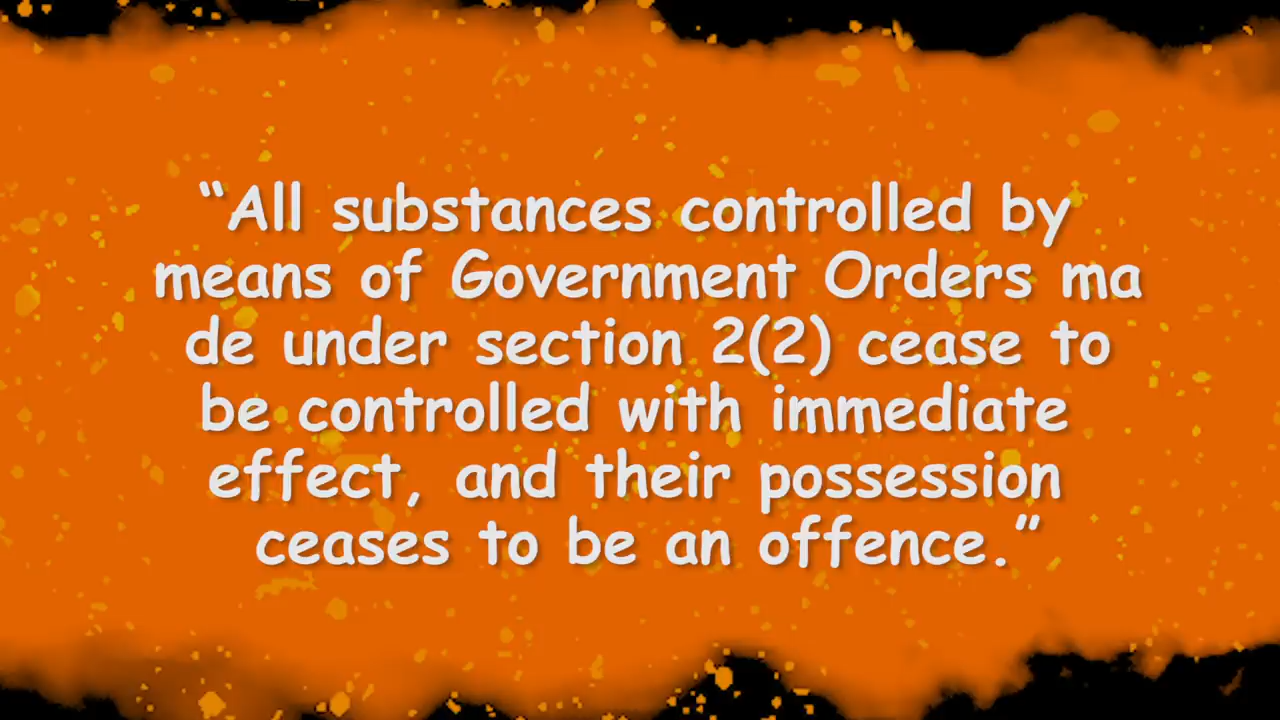 “All substances controlled by
means of Government Orders ma
de under section 2(2) cease to
be controlled with immediate
effect, and their possession
ceases to be an offence.”